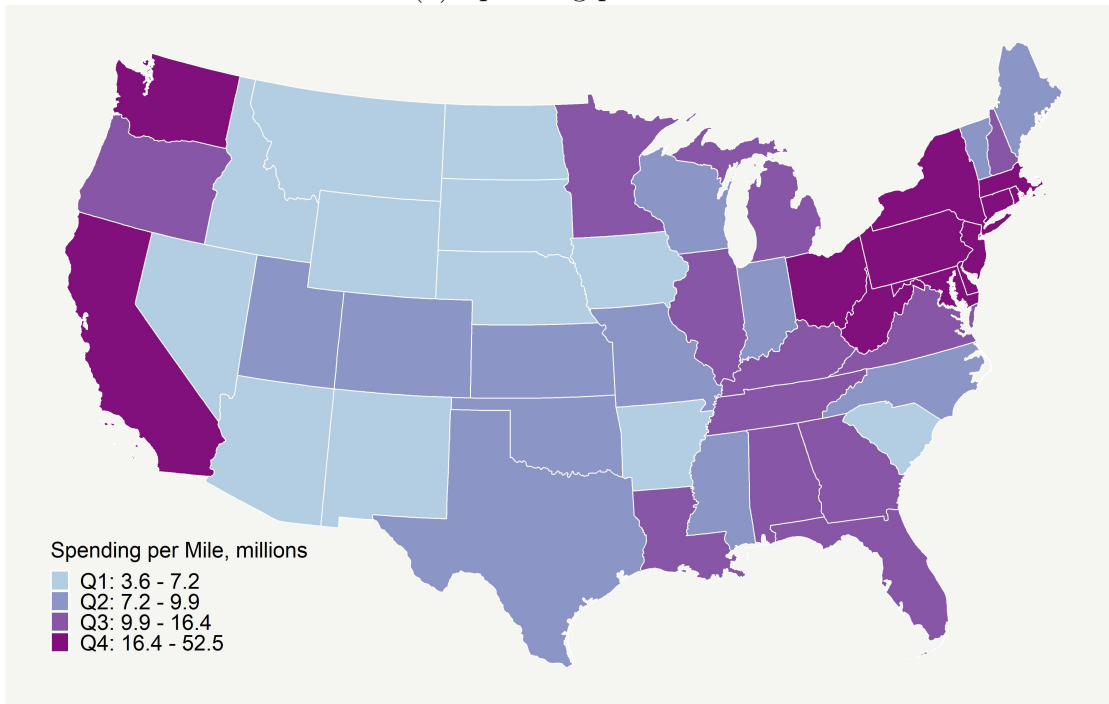 Spending per Mile, millions
Q1: 3.6 - 7.2
Q2: 7.2 - 9.9
Q3: 9.9 - 16.4
Q4: 16.4 - 52.5